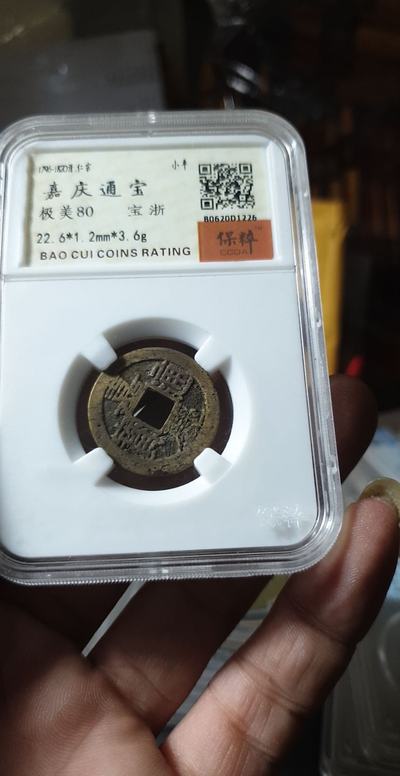 小平
嘉庆通宝
极美80 宝浙
B0620D1226
22.6*1.2mm*3.6g
保粹
CCDA
BAO CUI COINS RATING